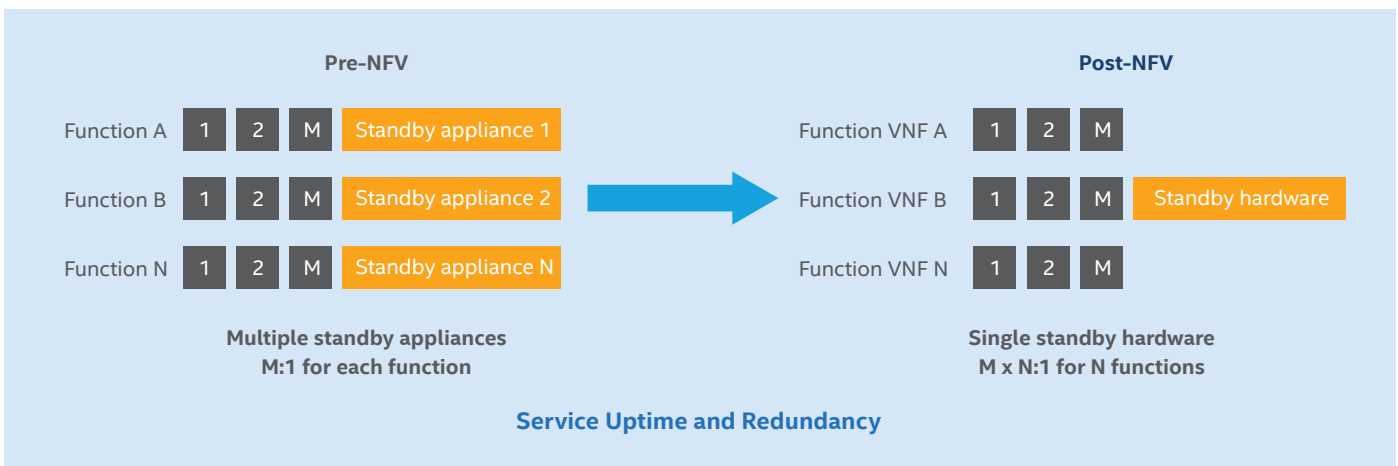 Pre-NFV
Function A 1 2 M Standby appliance 1
Function B 1 2 M Standby appliance 2
Function N 1 2 M Standby appliance N
Multiple standby appliances
M:1 for each function
Post-NFV
Function VNF A 1 2 M
Function VNF B 1 2 M Standby hardware
Function VNF N 1 2 M
Single standby hardware
M x N:1 for N functions
Service Uptime and Redundancy